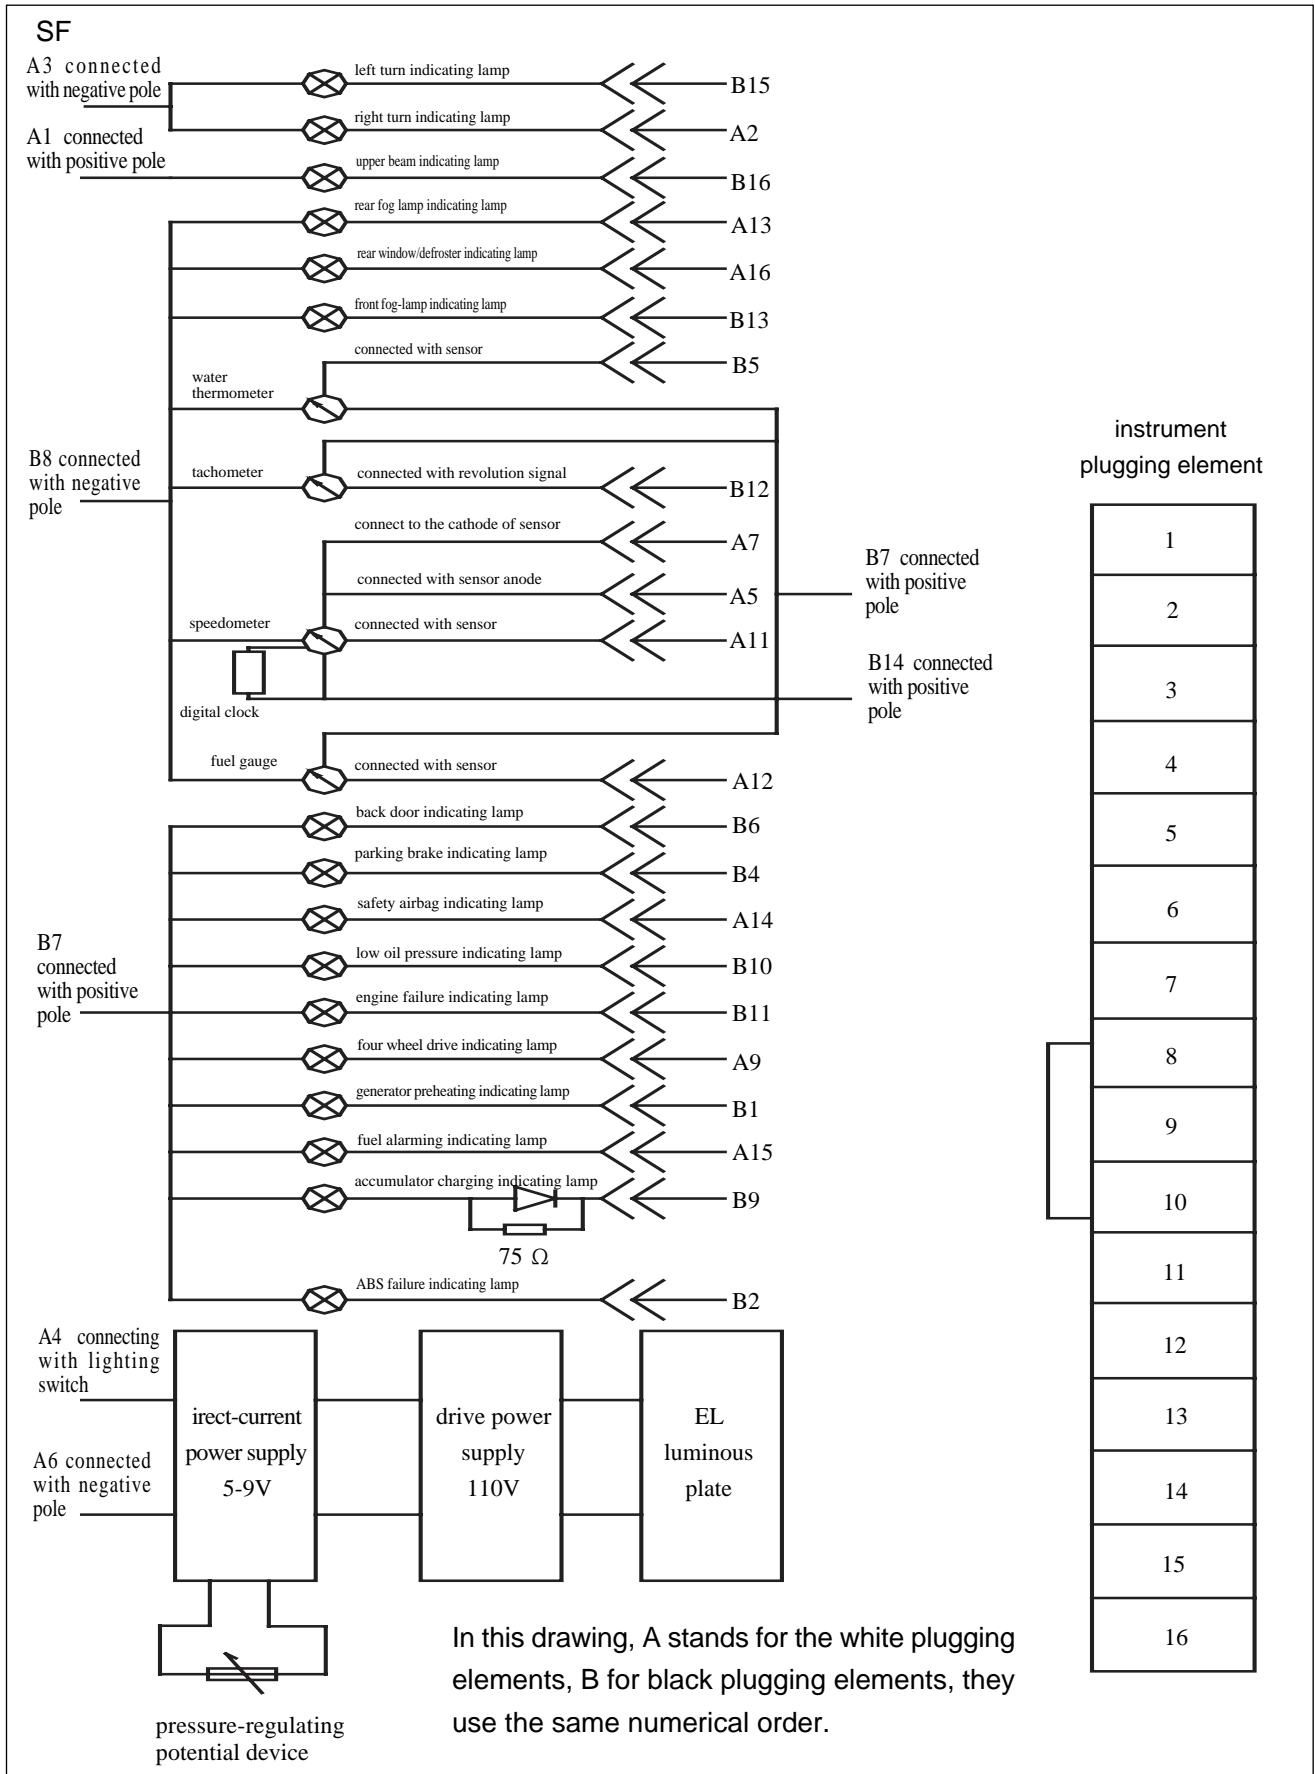 SF
A3 connected
with negative pole
left turn indicating lamp
B15
right turn indicating lamp
A2
A1 connected
with positive pole
upper beam indicating lamp
B16
rear fog lamp indicating lamp
A13
rear window/defroster indicating lamp
A16
front fog-lamp indicating lamp
B13
connected with sensor
B5
water
thermometer
B8 connected
with negative
pole
tachometer
connected with revolution signal
B12
connect to the cathode of sensor
A7
connected with sensor anode
A5
B7 connected
with positive
pole
speedometer
connected with sensor
A11
B14 connected
with positive
pole
digital clock
fuel gauge
connected with sensor
A12
back door indicating lamp
B6
parking brake indicating lamp
B4
safety airbag indicating lamp
A14
B7
connected
with positive
pole
low oil pressure indicating lamp
B10
engine failure indicating lamp
B11
four wheel drive indicating lamp
A9
generator preheating indicating lamp
B1
fuel alarming indicating lamp
A15
accumulator charging indicating lamp
B9
75 Ω
ABS failure indicating lamp
B2
A4 connecting
with lighting
switch
A6 connected
with negative
pole
irect-current
power supply
5-9V
drive power
supply
110V
EL
luminous
plate
pressure-regulating
potential device
In this drawing, A stands for the white plugging
elements, B for black plugging elements, they
use the same numerical order.
instrument
plugging element
1
2
3
4
5
6
7
8
9
10
11
12
13
14
15
16